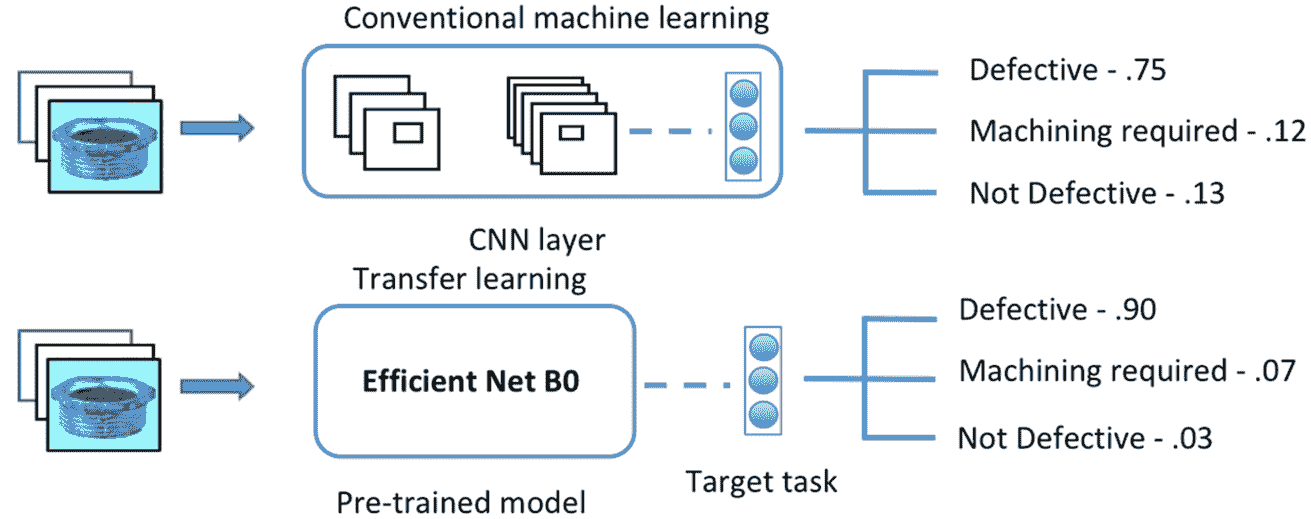 Conventional machine learning
Defective - .75
Machining required - .12
Not Defective - .13
CNN layer
Transfer learning
Defective - .90
Efficient Net B0
Machining required - .07
Not Defective - .03
Target task
Pre-trained model